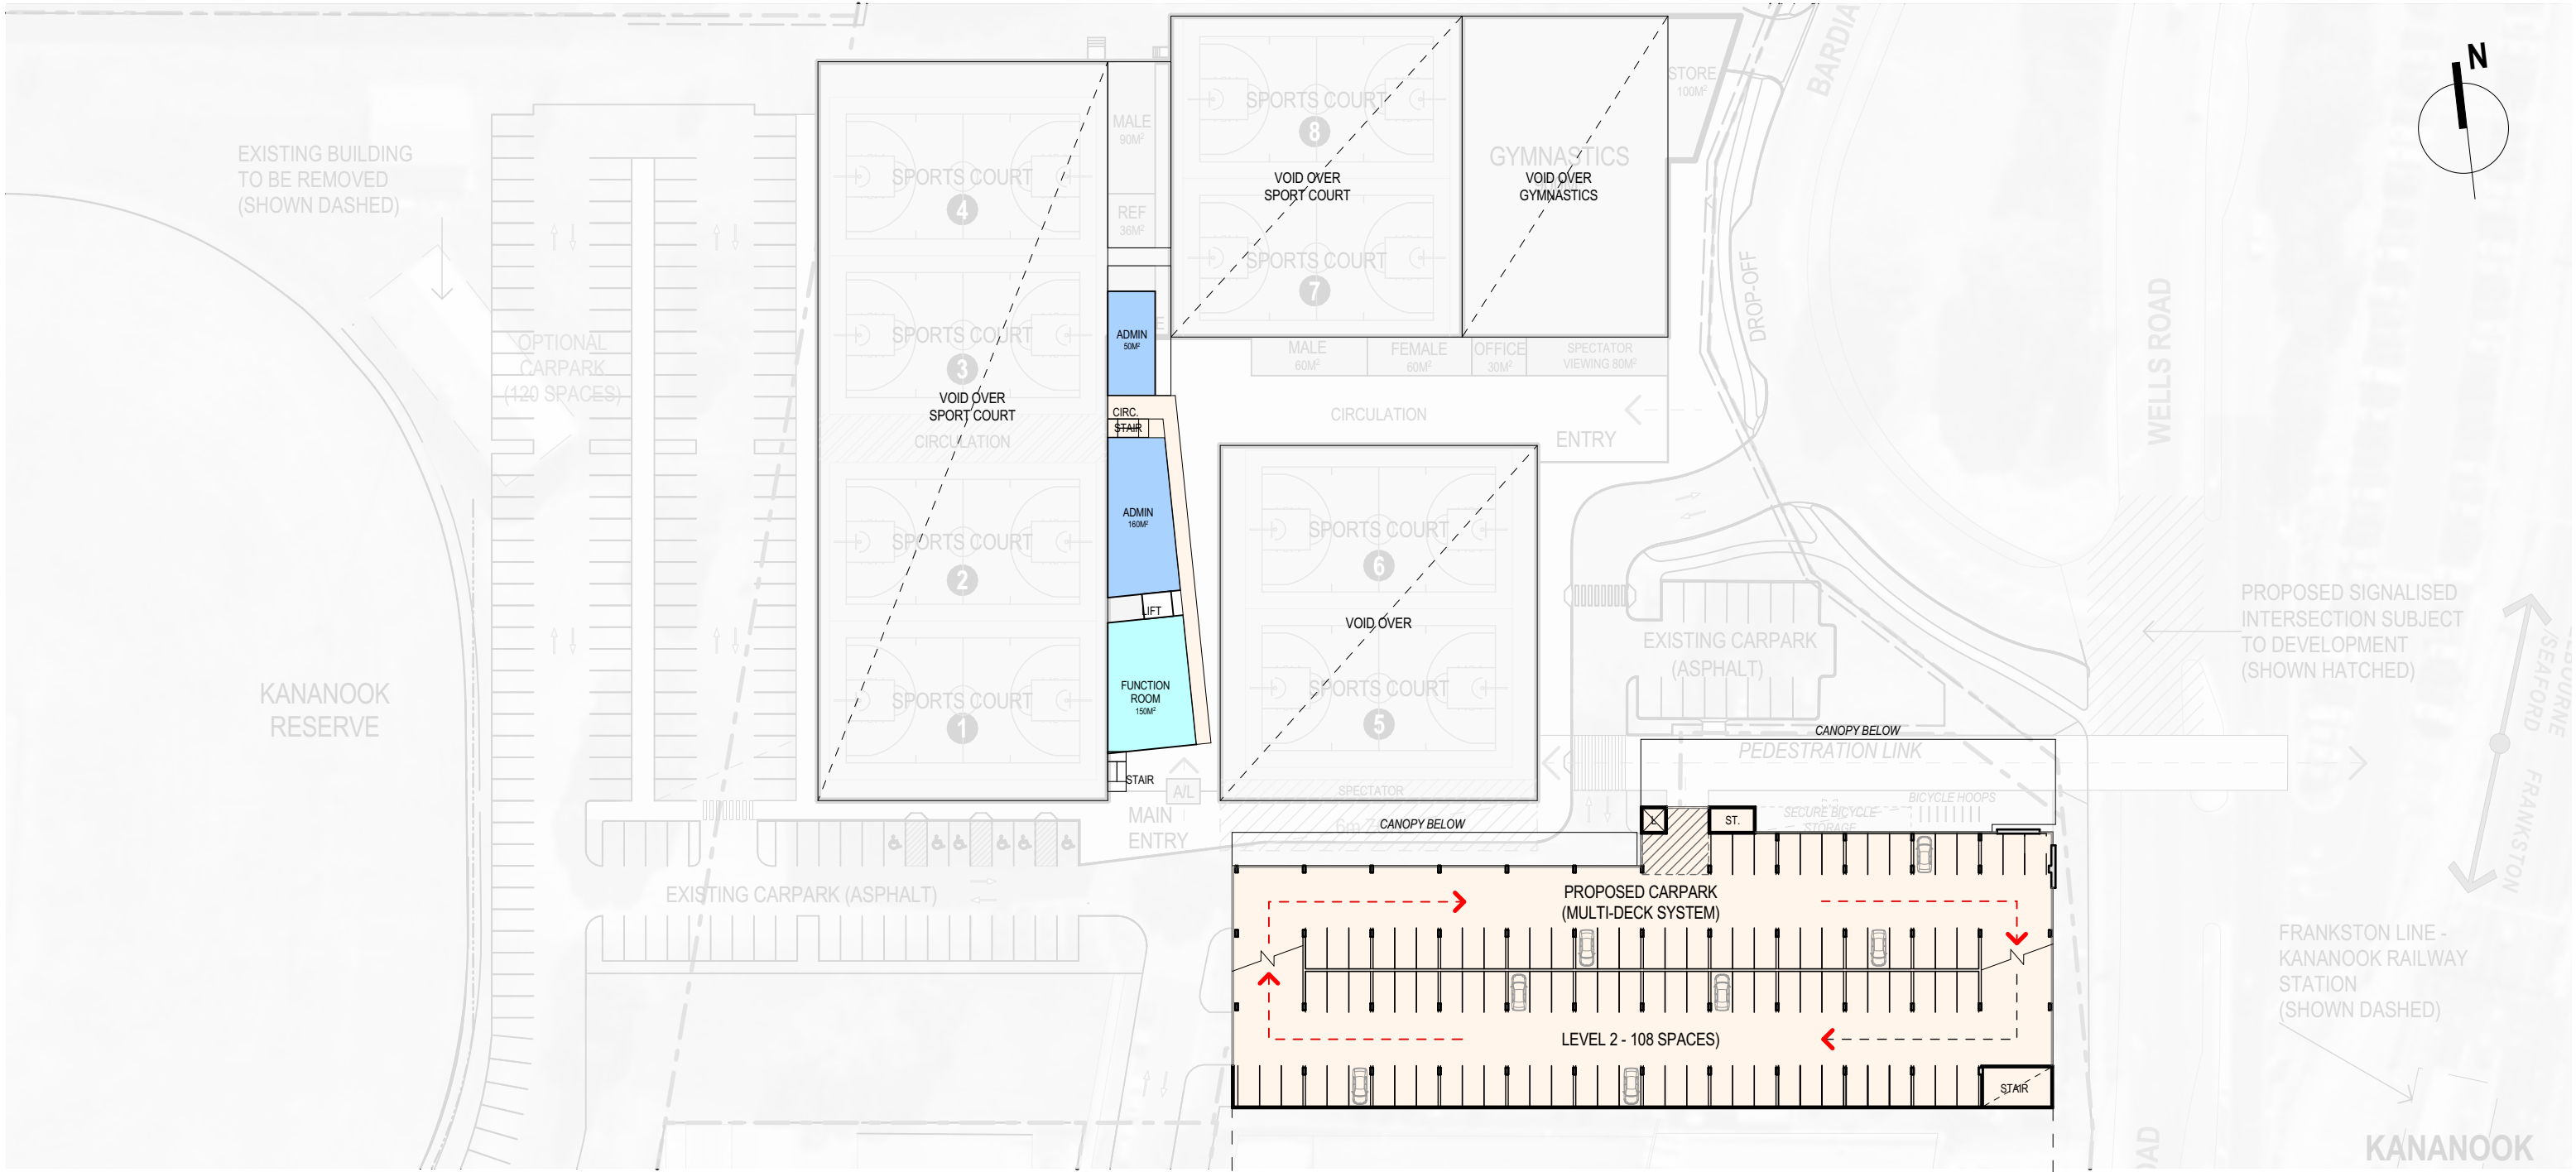 BARDIA
N
STORE
100M²
EXISTING BUILDING
TO BE REMOVED
(SHOWN DASHED)
MALE
90M²
REF
36M²
SPORTS COURT
4
SPORTS COURT
8
VOID OVER
SPORT COURT
SPORTS COURT
7
GYMNASTICS
VOID OVER
GYMNASTICS
DROP-OFF
WELLS ROAD
OPTIONAL
CARPARK
(120 SPACES)
SPORTS COURT
3
VOID OVER
SPORT COURT
CIRCULATION
ADMIN
50M²
E
MALE
60M²
FEMALE
60M²
OFFICE
30M²
SPECTATOR
VIEWING 80M²
CIRC.
STAIR
CIRCULATION
ENTRY
ADMIN
160M²
SPORTS COURT
2
SPORTS COURT
6
VOID OVER
LIFT
FUNCTION
ROOM
150M²
SPORTS COURT
1
SPORTS COURT
5
STAIR
A/L
MAIN
ENTRY
SPECTATOR
KANANOOK
RESERVE
EXISTING CARPARK
(ASPHALT)
PROPOSED SIGNALISED
INTERSECTION SUBJECT
TO DEVELOPMENT
(SHOWN HATCHED)
/SEAFORD
FRANKSTON
CANOPY BELOW
PEDESTRATION LINK
BICYCLE HOOPS
SECURE BICYCLE
STORAGE
L
ST.
CANOPY BELOW
EXISTING CARPARK (ASPHALT)
PROPOSED CARPARK
(MULTI-DECK SYSTEM)
LEVEL 2 - 108 SPACES)
STAIR
FRANKSTON LINE -
KANANOOK RAILWAY
STATION
(SHOWN DASHED)
KANANOOK